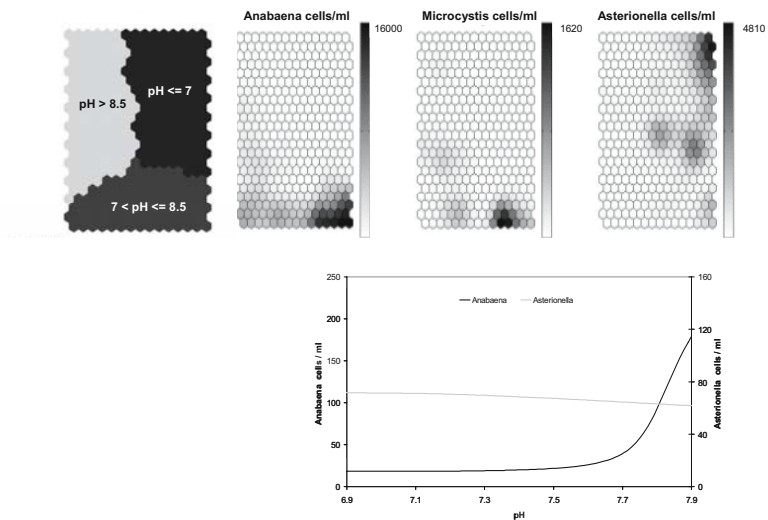 Anabaena cells/ml Microcystis cells/ml Asterionella cells/ml
16000 1620 4810
pH <= 7
pH > 8.5
7 < pH <= 8.5
250 160
Anabaena Asterionella
200 120
150
80
100
40
50
0 0
6.9 7.1 7.3 7.5 7.7 7.9
pH
Anabaena cells / ml
Asterionella cells / ml